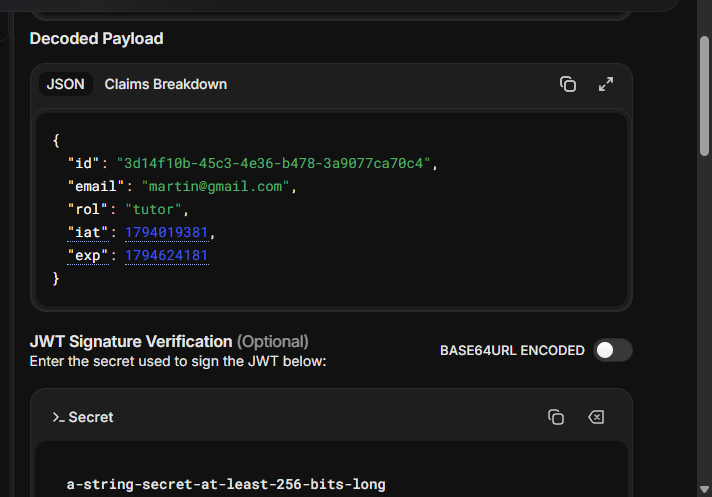 Decoded Payload
JSON Claims Breakdown
{
"id": "3d14f10b-45c3-4e36-b478-3a9077ca70c4",
"email": "martin@gmail.com",
"rol": "tutor",
"iat": 1794019381,
"exp": 1794624181
}
JWT Signature Verification (Optional)
Enter the secret used to sign the JWT below:
BASE64URL ENCODED
Secret
a-string-secret-at-least-256-bits-long